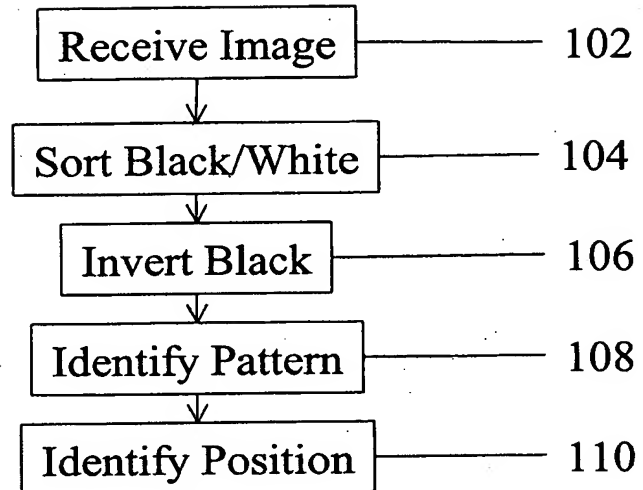 Receive Image 102
Sort Black/White 104
Invert Black 106
Identify Pattern 108
Identify Position 110